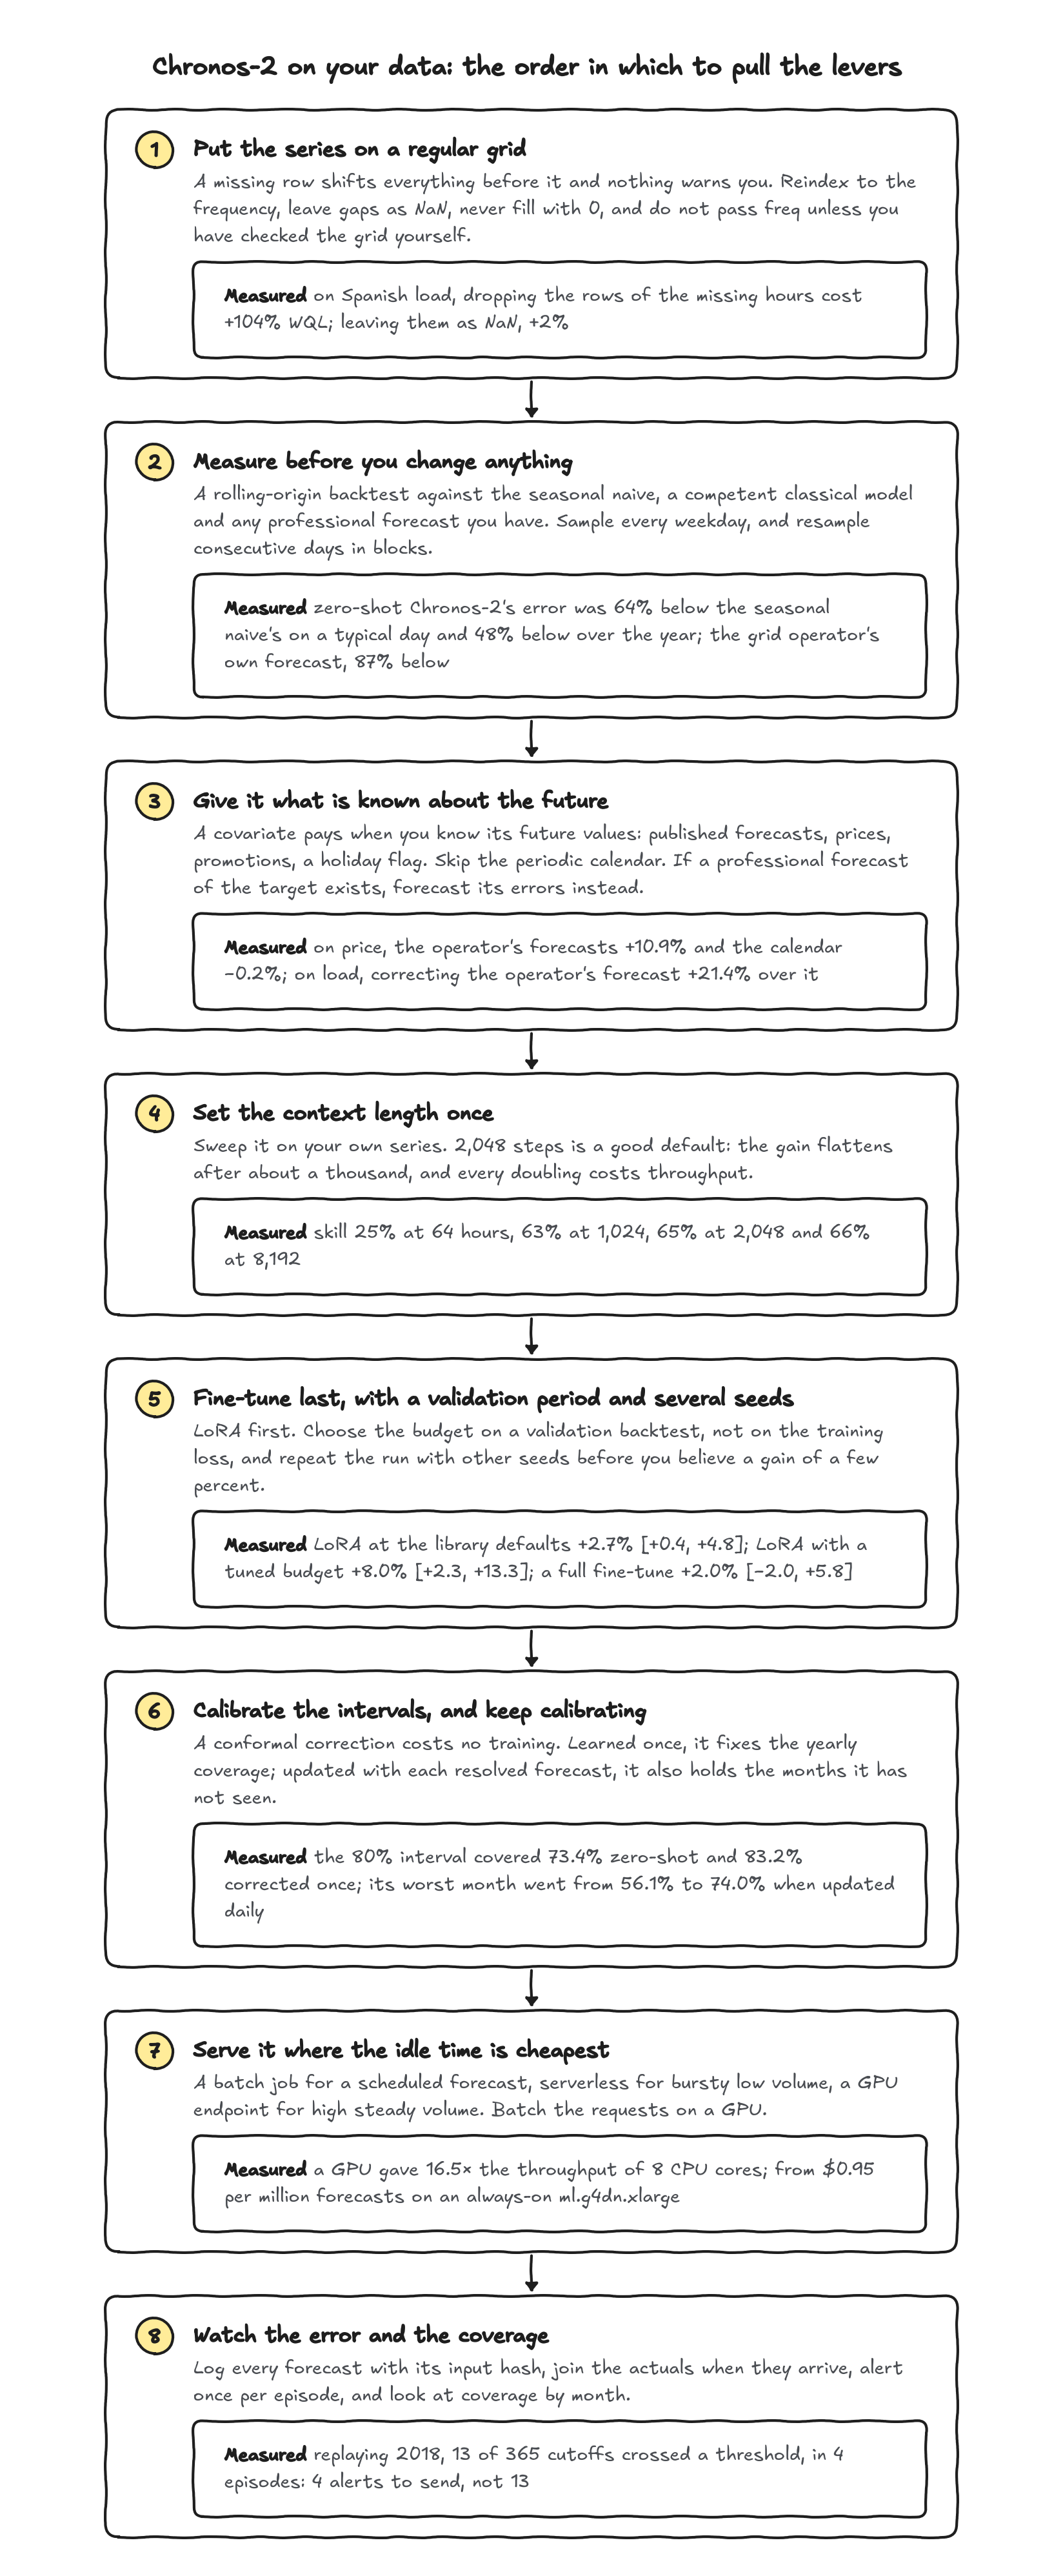 Chronos-2 on your data: the order in which to pull the levers
1
Put the series on a regular grid
A missing row shifts everything before it and nothing warns you. Reindex to the
frequency, leave gaps as NaN, never fill with 0, and do not pass freq unless you
have checked the grid yourself.
Measured on Spanish load, dropping the rows of the missing hours cost
+104% WQL; leaving them as NaN, +2%
2
Measure before you change anything
A rolling-origin backtest against the seasonal naive, a competent classical model
and any professional forecast you have. Sample every weekday, and resample
consecutive days in blocks.
Measured zero-shot Chronos-2's error was 64% below the seasonal
naive's on a typical day and 48% below over the year; the grid operator's
own forecast, 87% below
3
Give it what is known about the future
A covariate pays when you know its future values: published forecasts, prices,
promotions, a holiday flag. Skip the periodic calendar. If a professional forecast
of the target exists, forecast its errors instead.
Measured on price, the operator's forecasts +10.9% and the calendar
−0.2%; on load, correcting the operator's forecast +21.4% over it
4
Set the context length once
Sweep it on your own series. 2,048 steps is a good default: the gain flattens
after about a thousand, and every doubling costs throughput.
Measured skill 25% at 64 hours, 63% at 1,024, 65% at 2,048 and 66%
at 8,192
5
Fine-tune last, with a validation period and several seeds
LoRA first. Choose the budget on a validation backtest, not on the training
loss, and repeat the run with other seeds before you believe a gain of a few
percent.
Measured LoRA at the library defaults +2.7% [+0.4, +4.8]; LoRA with a
tuned budget +8.0% [+2.3, +13.3]; a full fine-tune +2.0% [−2.0, +5.8]
6
Calibrate the intervals, and keep calibrating
A conformal correction costs no training. Learned once, it fixes the yearly
coverage; updated with each resolved forecast, it also holds the months it has
not seen.
Measured the 80% interval covered 73.4% zero-shot and 83.2%
corrected once; its worst month went from 56.1% to 74.0% when updated
daily
7
Serve it where the idle time is cheapest
A batch job for a scheduled forecast, serverless for bursty low volume, a GPU
endpoint for high steady volume. Batch the requests on a GPU.
Measured a GPU gave 16.5× the throughput of 8 CPU cores; from $0.95
per million forecasts on an always-on ml.g4dn.xlarge
8
Watch the error and the coverage
Log every forecast with its input hash, join the actuals when they arrive, alert
once per episode, and look at coverage by month.
Measured replaying 2018, 13 of 365 cutoffs crossed a threshold, in 4
episodes: 4 alerts to send, not 13